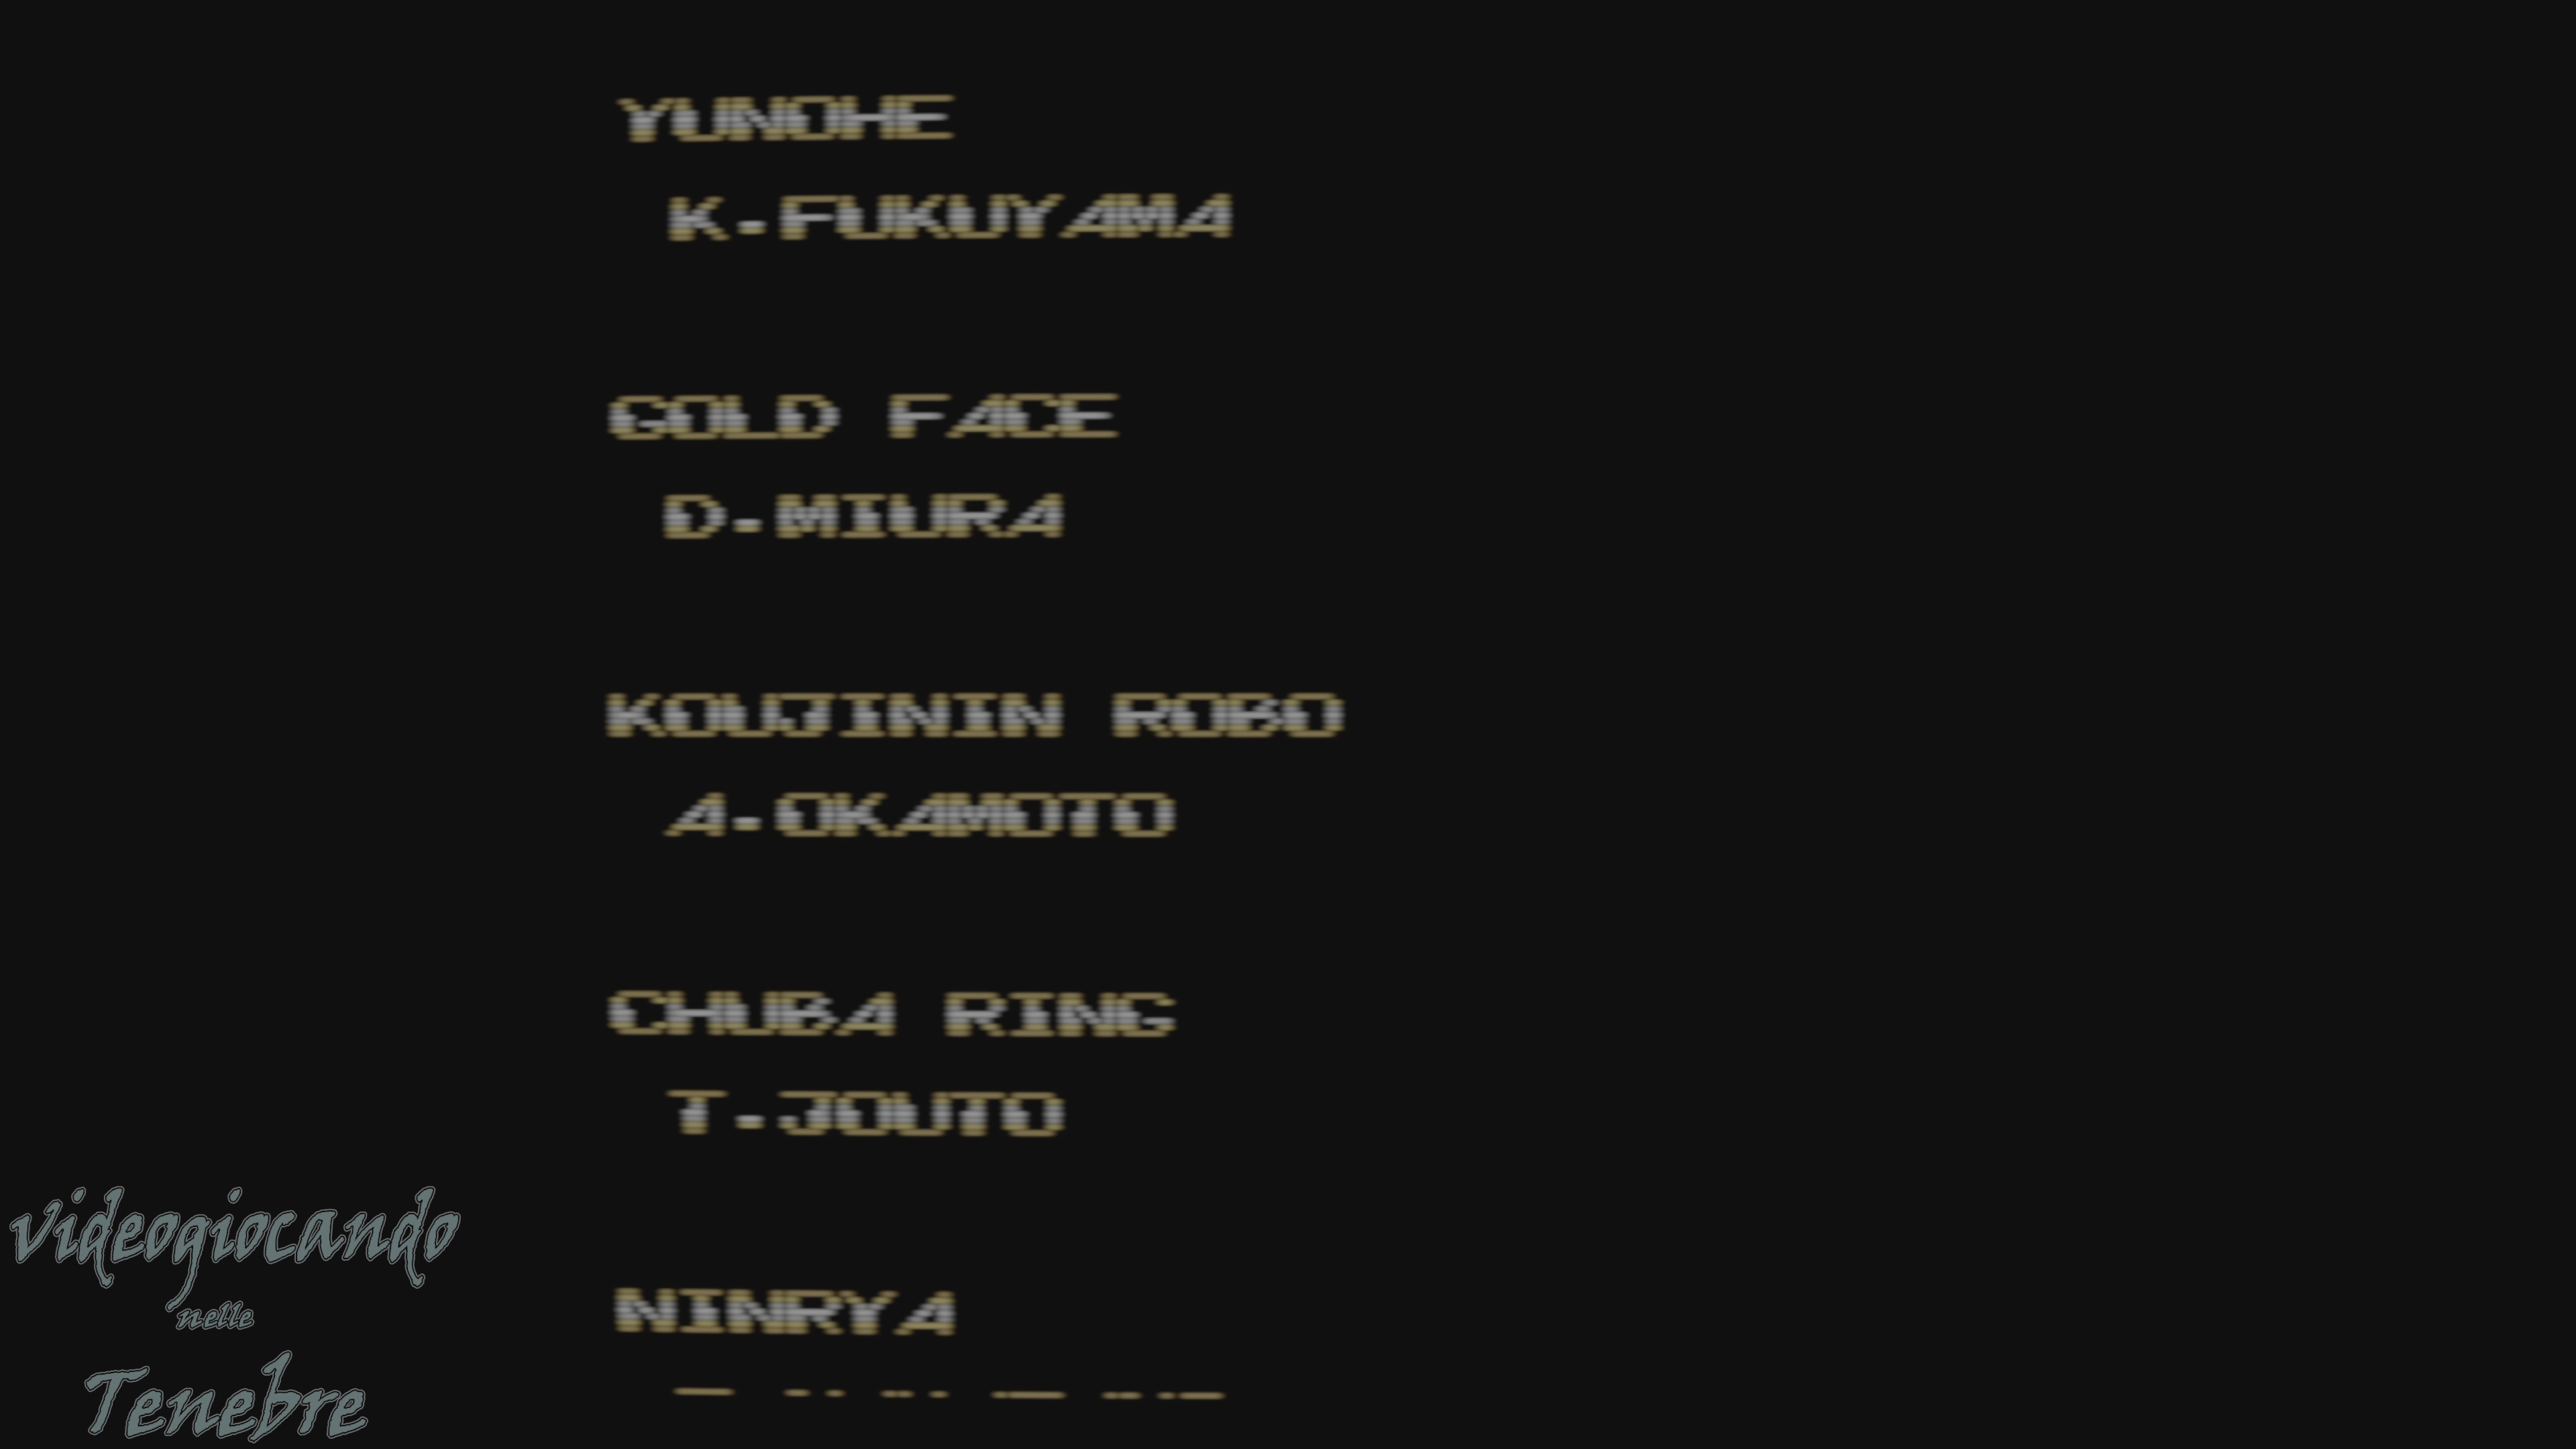 YUNOHE
K.FUKUYAMA
GOLD FACE
D.MIURA
KOUJININ ROBO
A.OKAMOTO
CHUBA RING
T.JOUTO
NINRYA
videogiocando
nelle
Tenebre